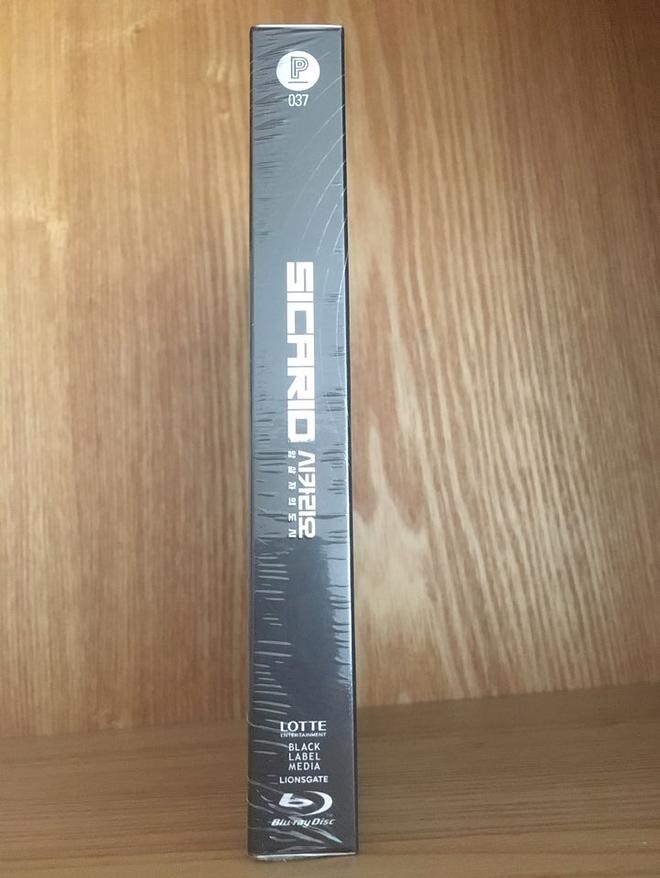 P
037
SICARIO
시카리오
암살자의 도시
LOTTE
ENTERTAINMENT
BLACK
LABEL
MEDIA
LIONSGATE
Blu-ray Disc